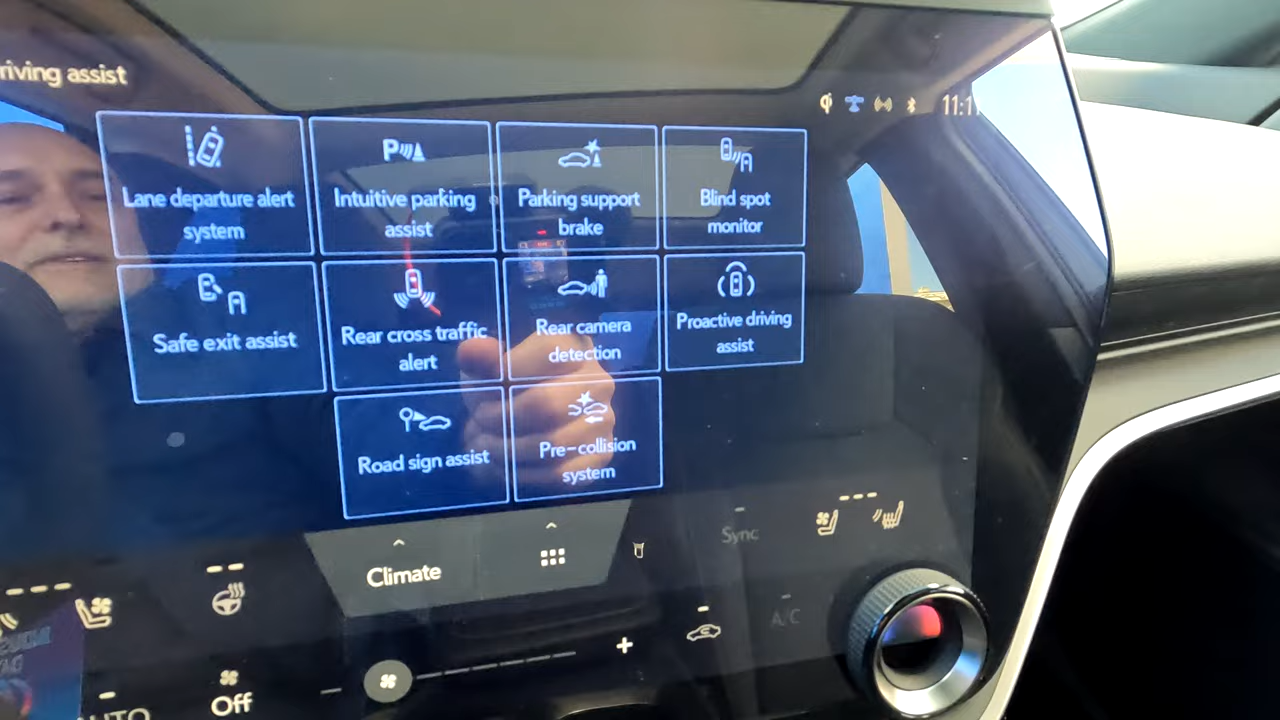 riving assist
11:1
Lane departure alert
system
Intuitive parking
assist
Parking support
brake
Blind spot
monitor
Safe exit assist
Rear cross traffic
alert
Rear camera
detection
Proactive driving
assist
Road sign assist
Pre-collision
system
Sync
Climate
A/C
Off
AUTO